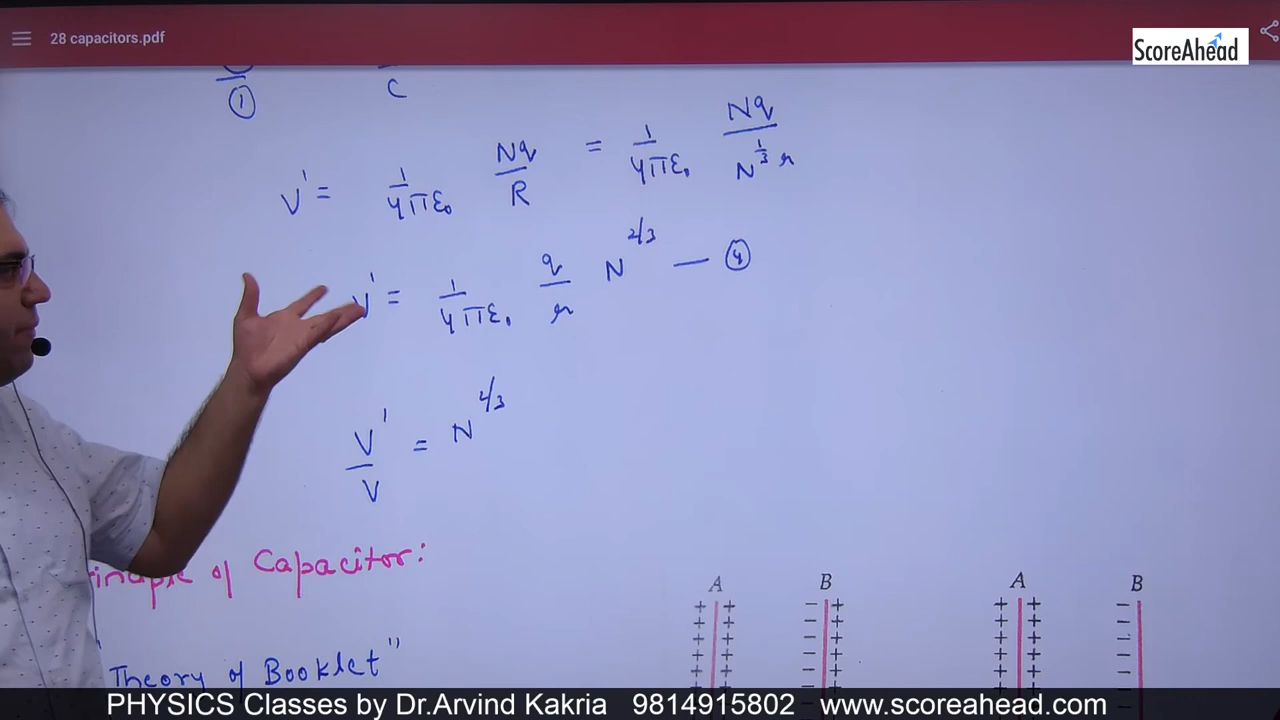 28 capacitors.pdf
ScoreAhead
①
C
V' = 1/4πε₀ Nq/R = 1/4πε₀ Nq/N^1/3 r
V' = 1/4πε₀ q/r N^2/3 — ④
V'/V = N^2/3
of Capacitor:
Theory of Booklet"
A B A B
PHYSICS Classes by Dr.Arvind Kakria 9814915802 www.scoreahead.com